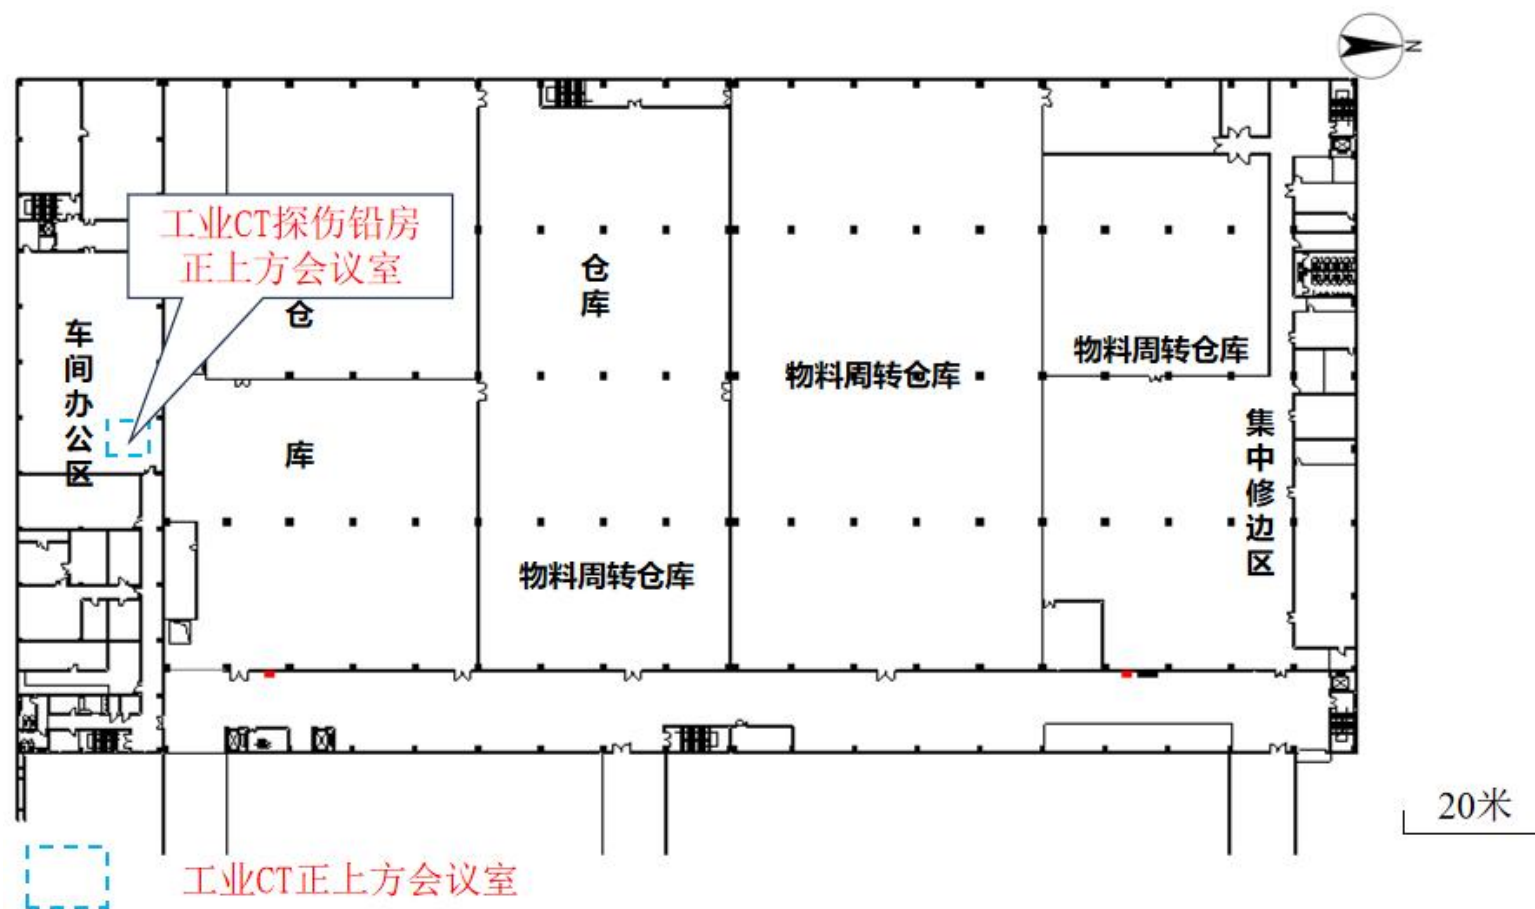 N
工业CT探伤铅房
正上方会议室
仓
库
仓
库
车
间
办
公
区
物料周转仓库
物料周转仓库
物料周转仓库
集
中
修
边
区
20米
工业CT正上方会议室